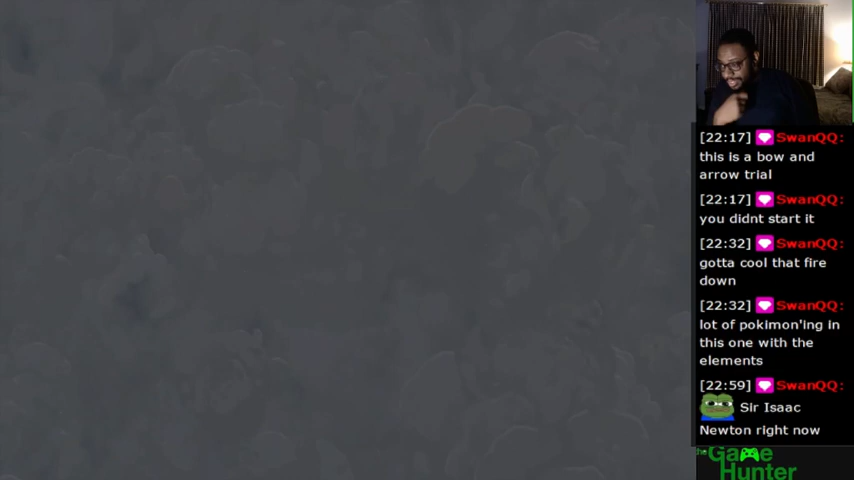 [22:17] SwanQQ:
this is a bow and
arrow trial
[22:17] SwanQQ:
you didnt start it
[22:32] SwanQQ:
gotta cool that fire
down
[22:32] SwanQQ:
lot of pokimon'ing in
this one with the
elements
[22:59] SwanQQ:
Sir Isaac
Newton right now
the Game
Hunter